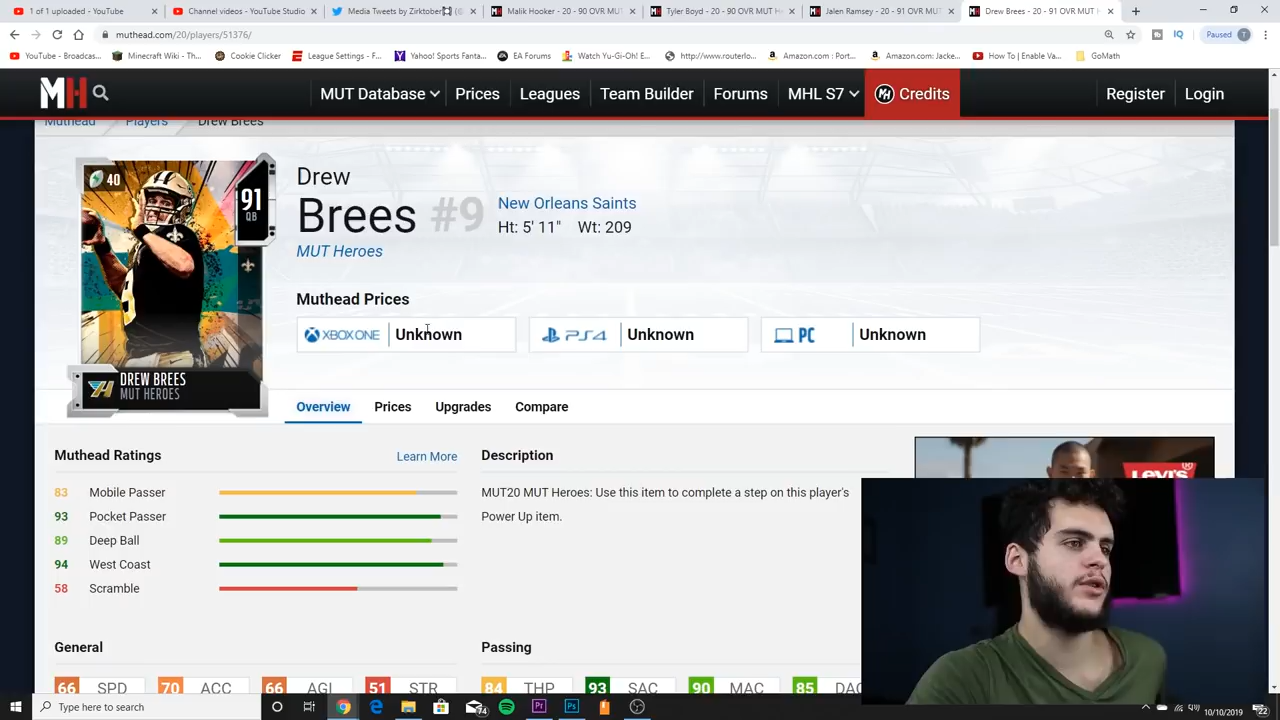 1 of 1 uploaded - YouTube
Channel videos - YouTube Studio
Media Tweets by Zirktober
Malik Hooker - 20 - 90 OVR MUT
Tyler Boyd - 20 - 90 OVR MUT He
Jalen Ramsey - 20 - 91 OVR MUT
Drew Brees - 20 - 91 OVR MUT H
muthead.com/20/players/51376/
Paused
T
YouTube - Broadcas...
Minecraft Wiki - Th...
Cookie Clicker
League Settings - F...
Yahoo! Sports Fanta...
EA Forums
Watch Yu-Gi-Oh! E...
http://www.routerlo...
Amazon.com : Port...
Amazon.com: Jacke...
How To | Enable Va...
GoMath
MH
MUT Database
Prices
Leagues
Team Builder
Forums
MHL S7
Credits
Register
Login
Muthead
Players
Drew Brees
40
91
QB
DREW BREES
MUT HEROES
Drew
Brees #9
New Orleans Saints
Ht: 5' 11" Wt: 209
MUT Heroes
Muthead Prices
XBOX ONE
Unknown
PS4
Unknown
PC
Unknown
Overview
Prices
Upgrades
Compare
Muthead Ratings
Learn More
83 Mobile Passer
93 Pocket Passer
89 Deep Ball
94 West Coast
58 Scramble
Description
MUT20 MUT Heroes: Use this item to complete a step on this player's
Power Up item.
Levi's
General
66 SPD
70 ACC
66 AGI
51 STR
Passing
84 THP
93 SAC
90 MAC
85 DAC
Type here to search
74
10/10/2019
22